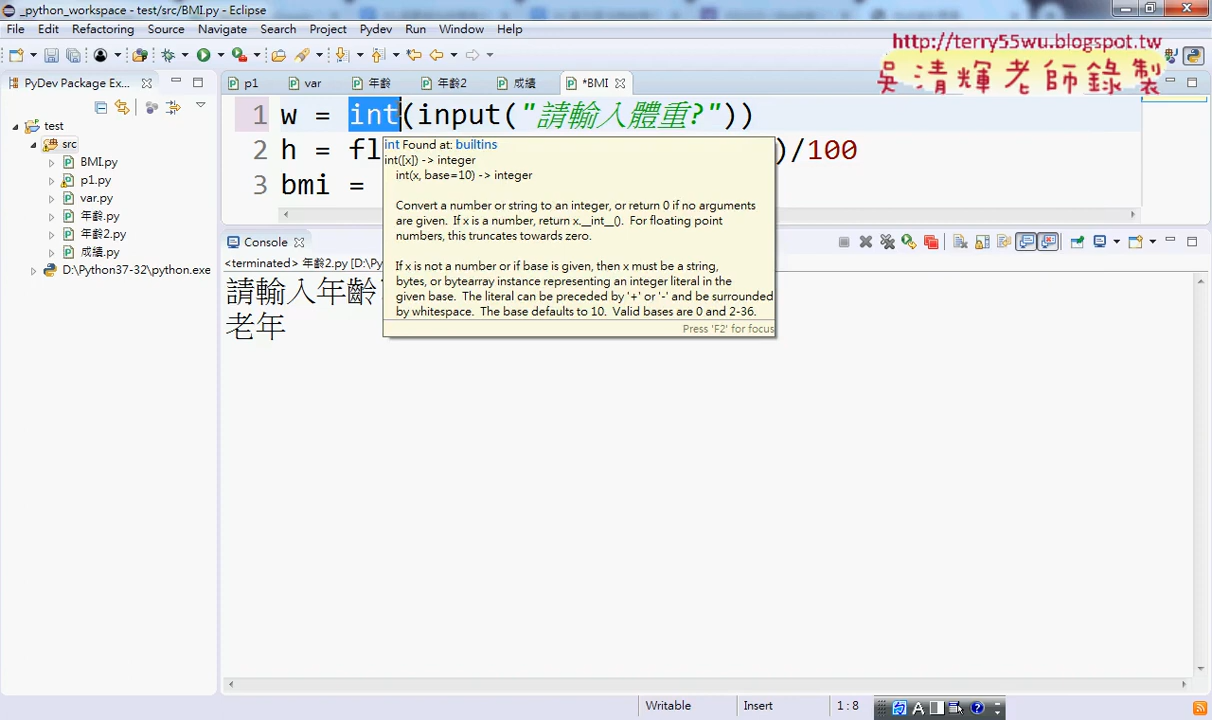 _python_workspace - test/src/BMI.py - Eclipse
File Edit Refactoring Source Navigate Search Project Pydev Run Window Help
http://terry55wu.blogspot.tw
吳清輝老師錄製
PyDev Package Ex...
p1 var 年齡 年齡2 成績 *BMI
test
src
BMI.py
p1.py
var.py
年齡.py
年齡2.py
成績.py
D:\Python37-32\python.exe
1 w = int(input("請輸入體重?"))
2 h = fl )/100
3 bmi =
int Found at: builtins
int([x]) -> integer
int(x, base=10) -> integer
Convert a number or string to an integer, or return 0 if no arguments
are given. If x is a number, return x.__int__(). For floating point
numbers, this truncates towards zero.
If x is not a number or if base is given, then x must be a string,
bytes, or bytearray instance representing an integer literal in the
given base. The literal can be preceded by '+' or '-' and be surrounded
by whitespace. The base defaults to 10. Valid bases are 0 and 2-36.
Press 'F2' for focus
Console
<terminated> 年齡2.py [D:\Py
請輸入年齡
老年
Writable Insert 1:8